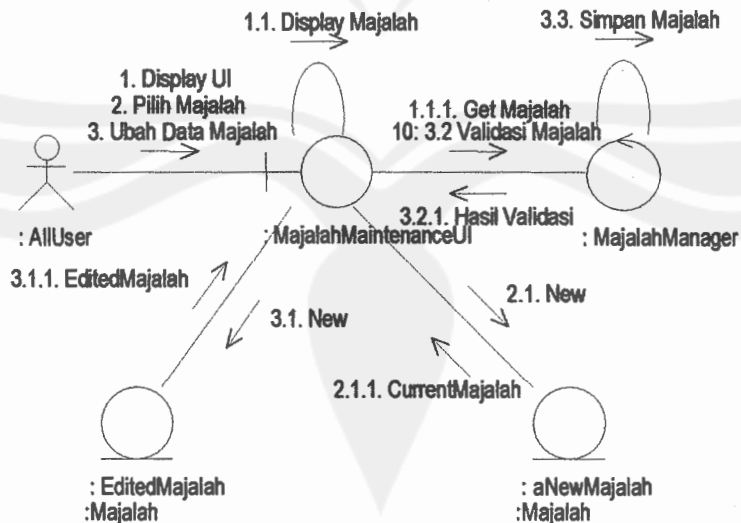 1.1. Display Majalah
3.3. Simpan Majalah
1. Display UI
2. Pilih Majalah
3. Ubah Data Majalah
1.1.1. Get Majalah
10: 3.2 Validasi Majalah
3.2.1. Hasil Validasi
: AllUser
: MajalahMaintenanceUI
: MajalahManager
3.1.1. EditedMajalah
3.1. New
2.1. New
2.1.1. CurrentMajalah
: EditedMajalah
:Majalah
: aNewMajalah
:Majalah